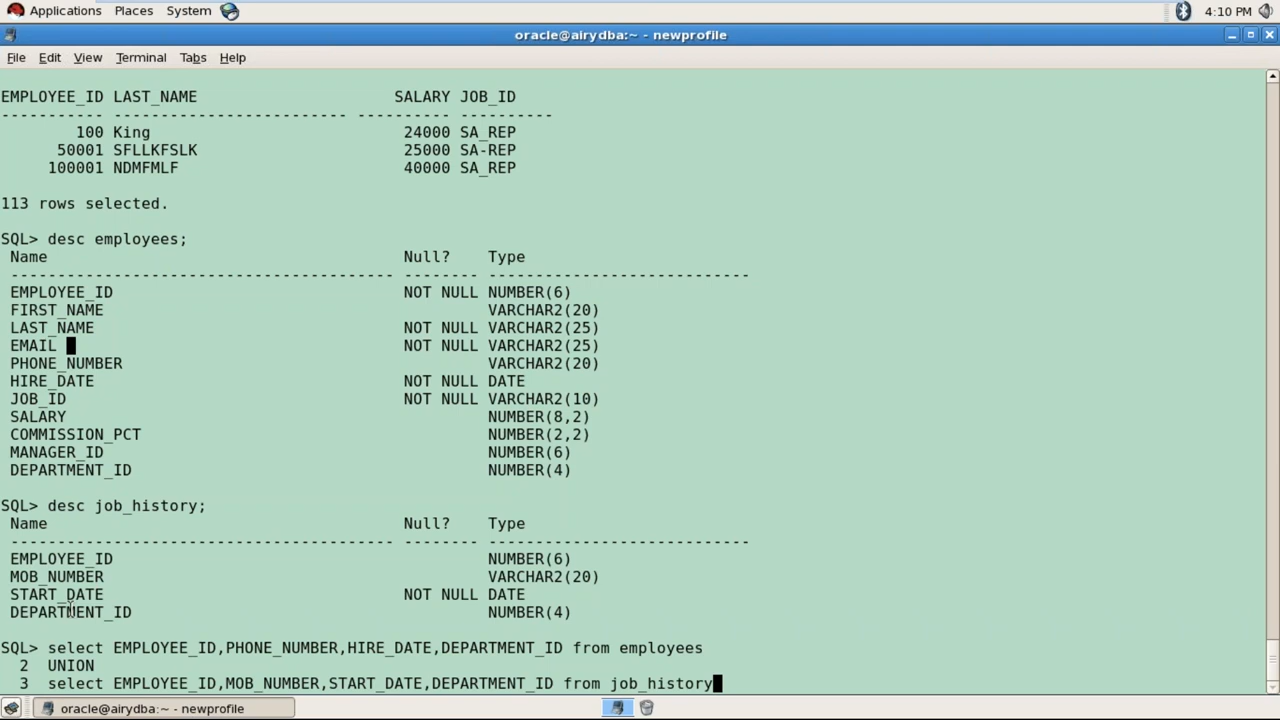 Applications Places System 4:10 PM
oracle@airydba:~ - newprofile
File Edit View Terminal Tabs Help
EMPLOYEE_ID LAST_NAME                     SALARY JOB_ID
----------- ------------------------- ---------- ----------
        100 King                           24000 SA_REP
      50001 SFLLKFSLK                      25000 SA-REP
     100001 NDMFMLF                        40000 SA_REP
113 rows selected.
SQL> desc employees;
 Name                                      Null?    Type
 ----------------------------------------- -------- ----------------------------
 EMPLOYEE_ID                               NOT NULL NUMBER(6)
 FIRST_NAME                                         VARCHAR2(20)
 LAST_NAME                                 NOT NULL VARCHAR2(25)
 EMAIL                                     NOT NULL VARCHAR2(25)
 PHONE_NUMBER                                       VARCHAR2(20)
 HIRE_DATE                                 NOT NULL DATE
 JOB_ID                                    NOT NULL VARCHAR2(10)
 SALARY                                             NUMBER(8,2)
 COMMISSION_PCT                                     NUMBER(2,2)
 MANAGER_ID                                         NUMBER(6)
 DEPARTMENT_ID                                      NUMBER(4)
SQL> desc job_history;
 Name                                      Null?    Type
 ----------------------------------------- -------- ----------------------------
 EMPLOYEE_ID                                        NUMBER(6)
 MOB_NUMBER                                         VARCHAR2(20)
 START_DATE                                NOT NULL DATE
 DEPARTMENT_ID                                      NUMBER(4)
SQL> select EMPLOYEE_ID,PHONE_NUMBER,HIRE_DATE,DEPARTMENT_ID from employees
  2  UNION
  3  select EMPLOYEE_ID,MOB_NUMBER,START_DATE,DEPARTMENT_ID from job_history
oracle@airydba:~ - newprofile